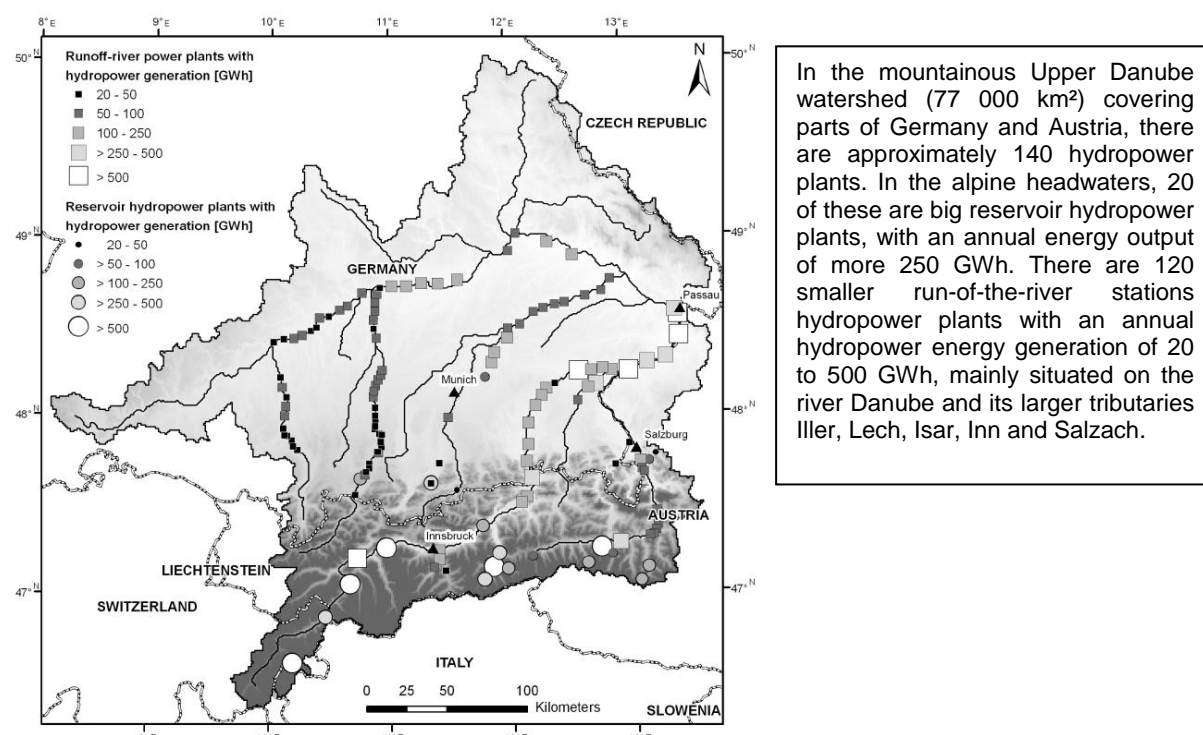 8° E
9° E
10° E
11° E
12° E
13° E
50° N
50° N
49° N
49° N
48° N
48° N
47° N
47° N
Runoff-river power plants with
hydropower generation [GWh]
20 - 50
50 - 100
100 - 250
> 250 - 500
> 500
Reservoir hydropower plants with
hydropower generation [GWh]
20 - 50
> 50 - 100
> 100 - 250
> 250 - 500
> 500
N
CZECH REPUBLIC
GERMANY
Passau
Munich
Salzburg
AUSTRIA
Innsbruck
LIECHTENSTEIN
SWITZERLAND
ITALY
0 25 50 100
Kilometers
SLOWENIA
In the mountainous Upper Danube
watershed (77 000 km²) covering
parts of Germany and Austria, there
are approximately 140 hydropower
plants. In the alpine headwaters, 20
of these are big reservoir hydropower
plants, with an annual energy output
of more 250 GWh. There are 120
smaller run-of-the-river stations
hydropower plants with an annual
hydropower energy generation of 20
to 500 GWh, mainly situated on the
river Danube and its larger tributaries
Iller, Lech, Isar, Inn and Salzach.